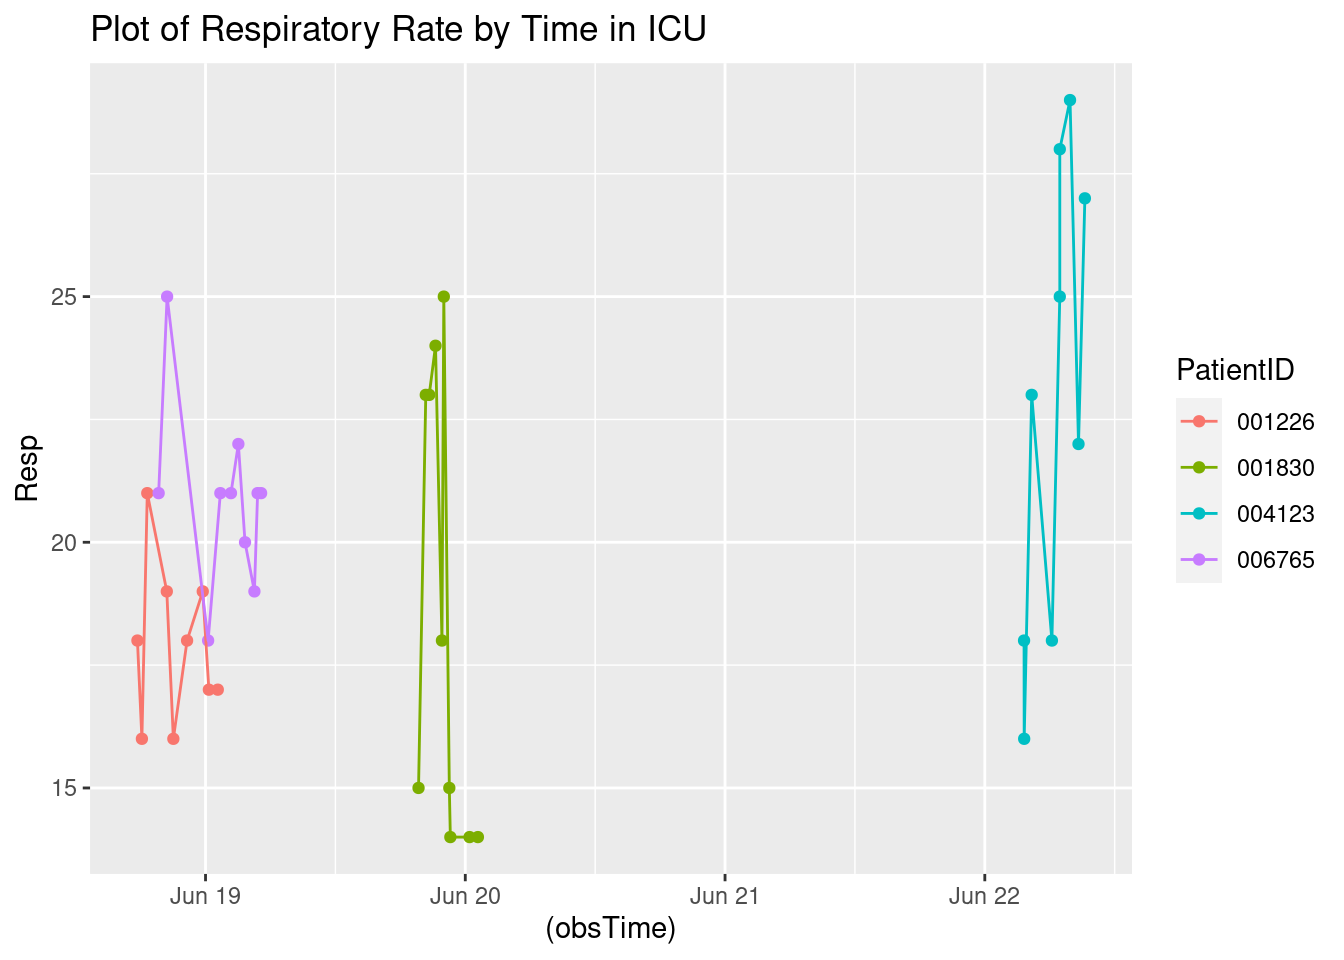 Plot of Respiratory Rate by Time in ICU
Resp
25
20
15
Jun 19
Jun 20
Jun 21
Jun 22
(obsTime)
PatientID
001226
001830
004123
006765